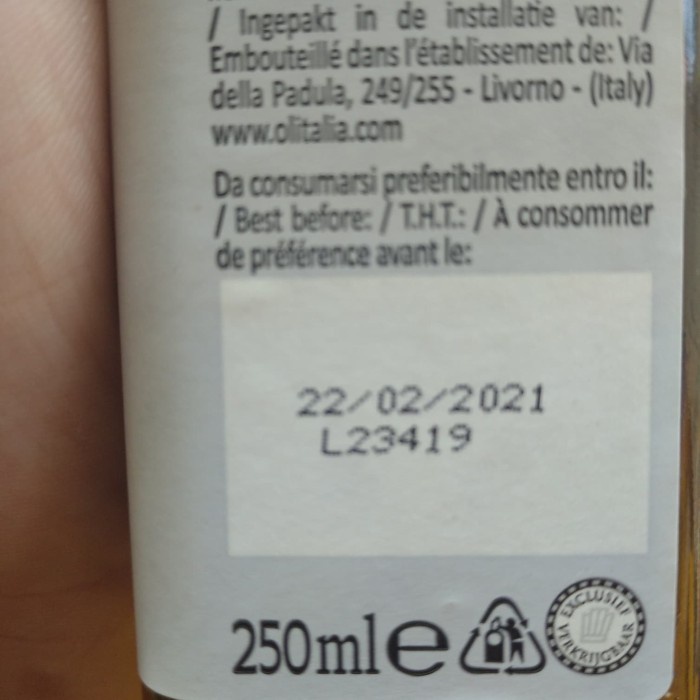 / Ingepakt in de installatie van: /
Embouteillé dans l'établissement de: Via
della Padula, 249/255 - Livorno - (Italy)
www.olitalia.com
Da consumarsi preferibilmente entro il:
/ Best before: / T.H.T.: / À consommer
de préférence avant le:
22/02/2021
L23419
250ml e
EXCLUSIEF
VERKRIJGBAAR